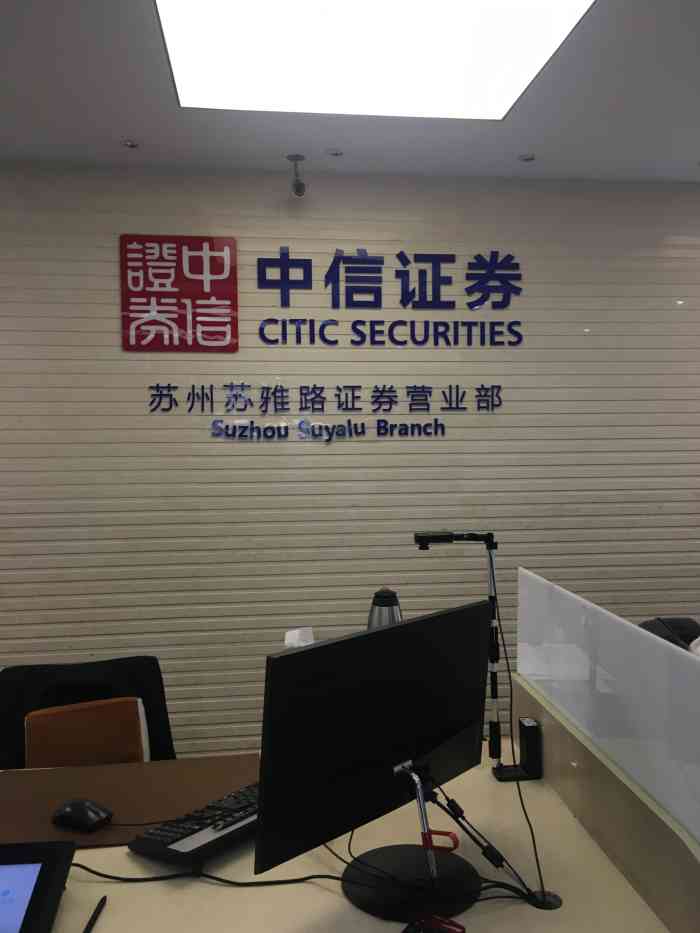 中信
證券
中信证券
CITIC SECURITIES
苏州苏雅路证券营业部
Suzhou Suyalu Branch